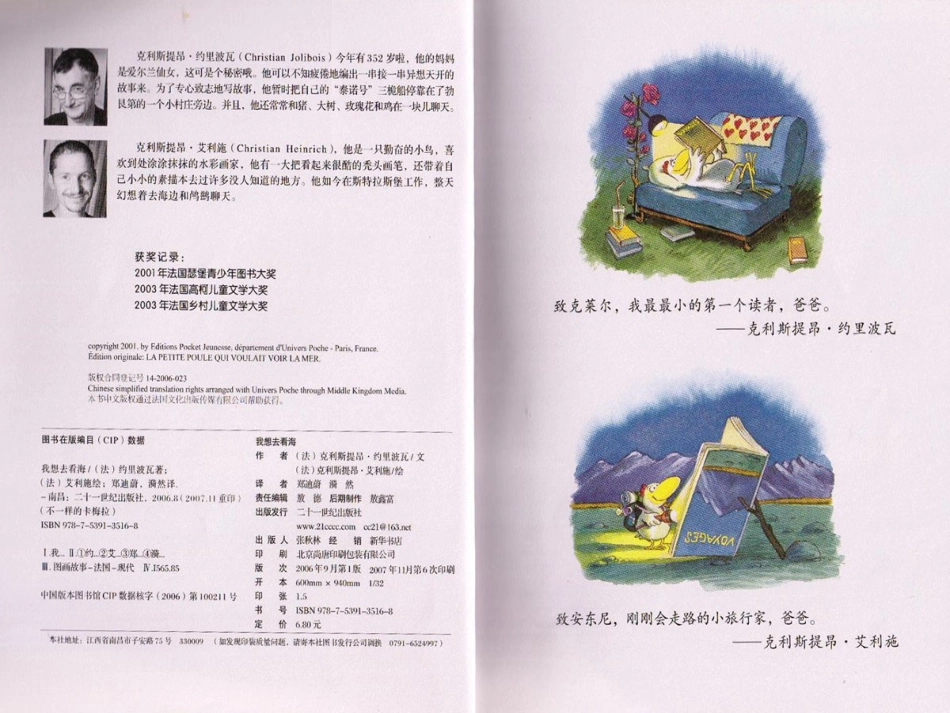 克利斯提昂·约里波瓦（Christian Jolibois）今年有352岁啦，他的妈妈
是爱尔兰仙女，这可是个秘密哦。他可以不知疲倦地编出一串接一串异想天开的
故事来。为了专心致志地写故事，他暂时把自己的“泰诺号”三桅船停靠在了勃
艮第的一个小村庄旁边。并且，他还常常和猪、大树、玫瑰花和鸡在一块儿聊天。
克利斯提昂·艾利施（Christian Heinrich），他是一只勤奋的小鸟，喜
欢到处涂涂抹抹的水彩画家，他有一大把看起来很酷的秃头画笔，还带着自
己小小的素描本去过许多没人知道的地方。他如今在斯特拉斯堡工作，整天
幻想着去海边和鸬鹚聊天。
获奖记录：
2001年法国瑟堡青少年图书大奖
2003年法国高柯儿童文学大奖
2003年法国乡村儿童文学大奖
copyright 2001. by Editions Pocket Jeunesse, département d'Univers Poche - Paris, France.
Édition originale: LA PETITE POULE QUI VOULAIT VOIR LA MER.
版权合同登记号 14-2006-023
Chinese simplified translation rights arranged with Univers Poche through Middle Kingdom Media.
本书中文版权通过法国文化出版传媒有限公司帮助获得。
图书在版编目（CIP）数据
我想去看海/（法）约里波瓦著；
（法）艾利施绘；郑迪蔚，漪然译.
-南昌：二十一世纪出版社，2006.8（2007.11重印）
（不一样的卡梅拉）
ISBN 978-7-5391-3516-8
Ⅰ.我… Ⅱ.①约…②艾…③郑…④漪…
Ⅲ.图画故事-法国-现代 Ⅳ.I565.85
中国版本图书馆CIP数据核字（2006）第100211号
我想去看海
作 者 （法）克利斯提昂·约里波瓦/文
（法）克利斯提昂·艾利施/绘
译 者 郑迪蔚 漪 然
责任编辑 敖 德 后期制作 敖鑫富
出版发行 二十一世纪出版社
www.21cccc.com cc21@163.net
出 版 人 张秋林 经 销 新华书店
印 刷 北京尚唐印刷包装有限公司
版 次 2006年9月第1版 2007年11月第6次印刷
开 本 600mm × 940mm 1/32
印 张 1.5
书 号 ISBN 978-7-5391-3516-8
定 价 6.80元
本社地址：江西省南昌市子安路75号 330009 （如发现印装质量问题，请寄本社图书发行公司调换 0791-6524997）
致克莱尔，我最最小的第一个读者，爸爸。
——克利斯提昂·约里波瓦
VOYAGES
致安东尼，刚刚会走路的小旅行家，爸爸。
——克利斯提昂·艾利施